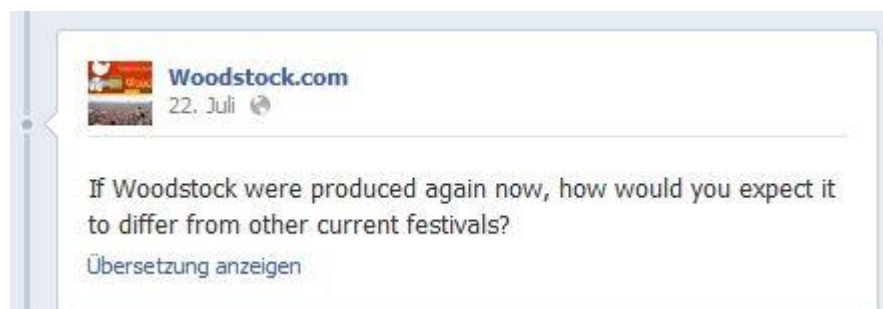 Woodstock.com
22. Juli
If Woodstock were produced again now, how would you expect it
to differ from other current festivals?
Übersetzung anzeigen